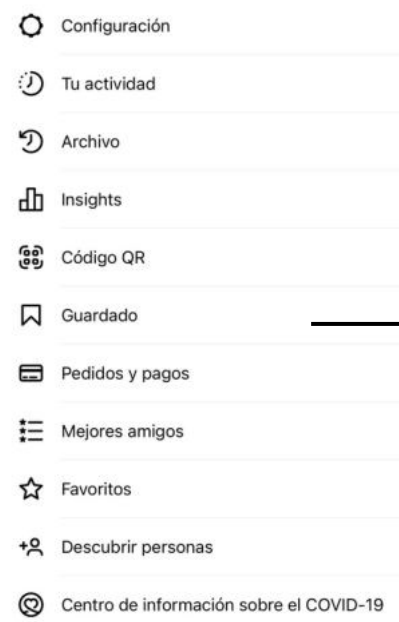 Configuración
Tu actividad
Archivo
Insights
Código QR
Guardado
Pedidos y pagos
Mejores amigos
Favoritos
Descubrir personas
Centro de información sobre el COVID-19